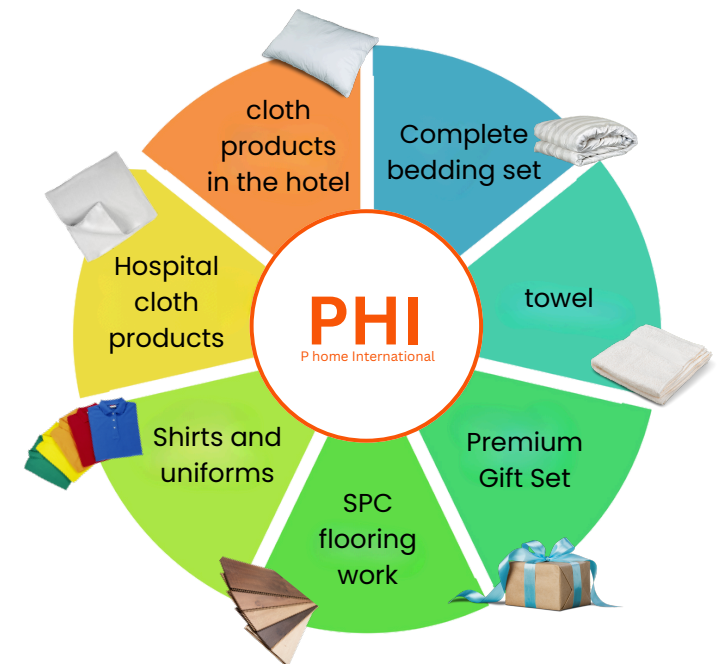 cloth
products
in the hotel
Complete
bedding set
towel
Premium
Gift Set
SPC
flooring
work
Shirts and
uniforms
Hospital
cloth
products
PHI
P home International